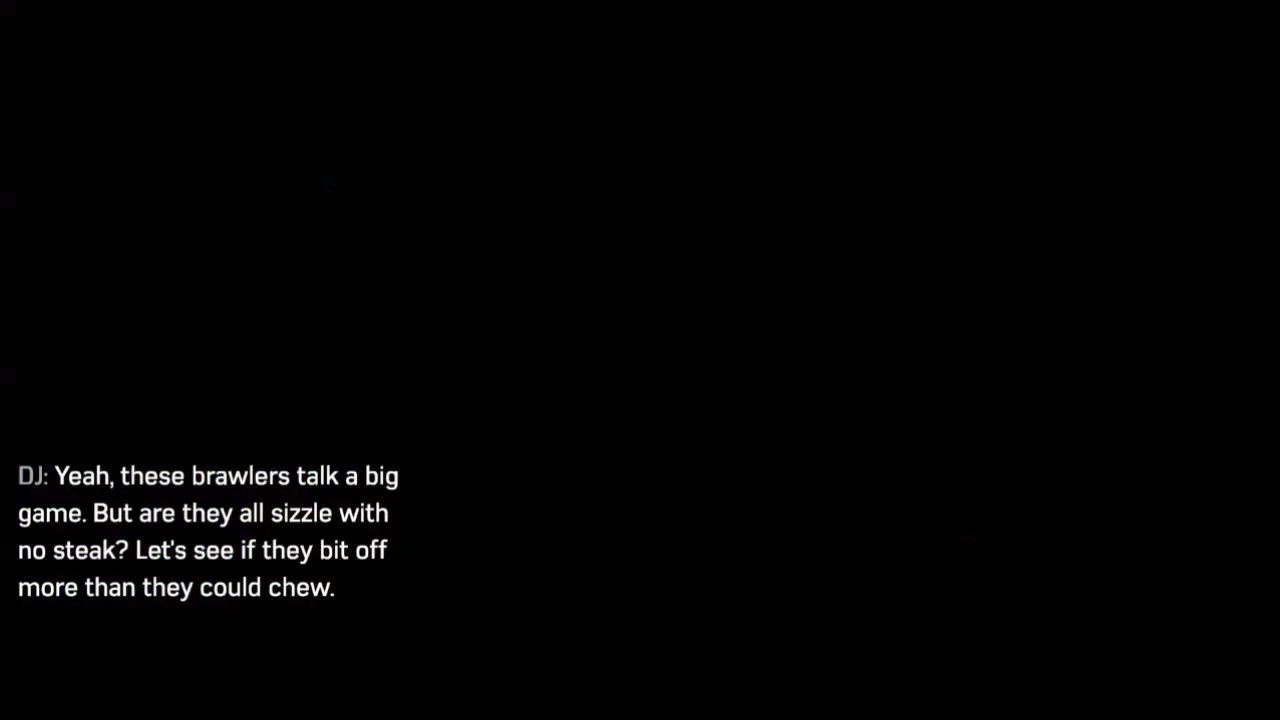 DJ: Yeah, these brawlers talk a big
game. But are they all sizzle with
no steak? Let's see if they bit off
more than they could chew.